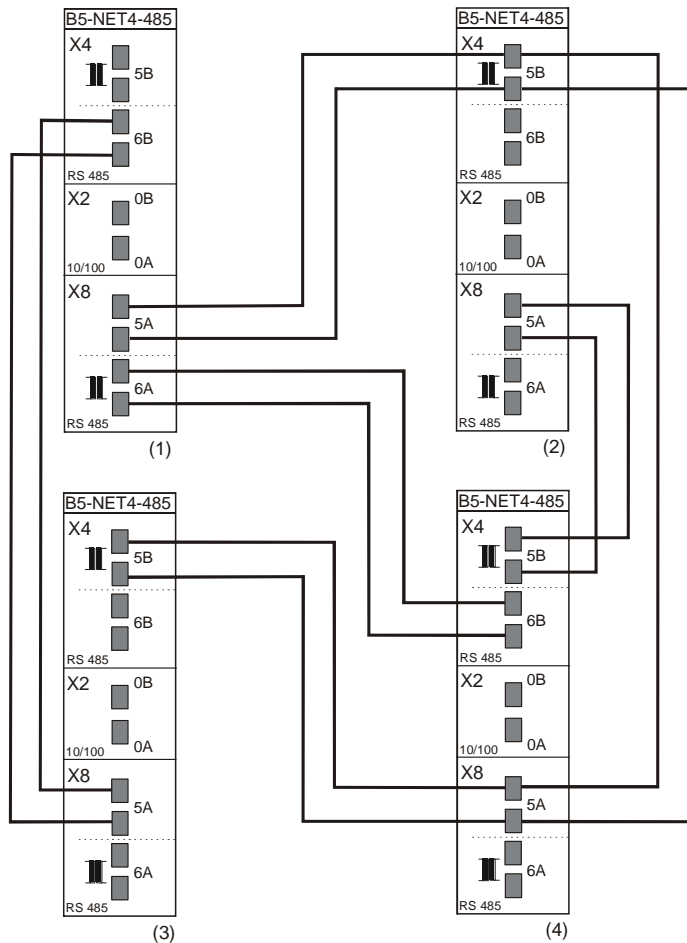 B5-NET4-485
X4
5B
6B
RS 485
X2
0B
10/100
0A
X8
5A
6A
RS 485
(1)
B5-NET4-485
X4
5B
6B
RS 485
X2
0B
10/100
0A
X8
5A
6A
RS 485
(2)
B5-NET4-485
X4
5B
6B
RS 485
X2
0B
10/100
0A
X8
5A
6A
RS 485
(3)
B5-NET4-485
X4
5B
6B
RS 485
X2
0B
10/100
0A
X8
5A
6A
RS 485
(4)